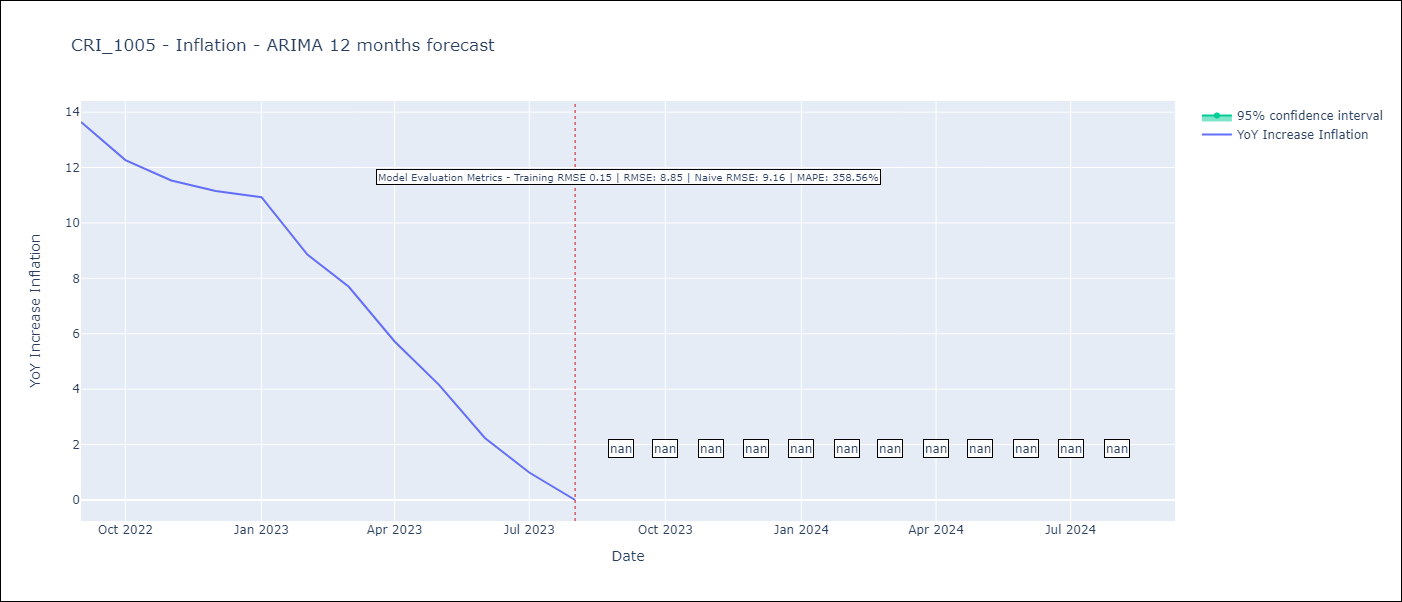 CRI_1005 - Inflation - ARIMA 12 months forecast
95% confidence interval
YoY Increase Inflation
Model Evaluation Metrics - Training RMSE 0.15 | RMSE: 8.85 | Naive RMSE: 9.16 | MAPE: 358.56%
YoY Increase Inflation
14
12
10
8
6
4
2
0
nan nan nan nan nan nan nan nan nan nan nan nan
Oct 2022 Jan 2023 Apr 2023 Jul 2023 Oct 2023 Jan 2024 Apr 2024 Jul 2024
Date